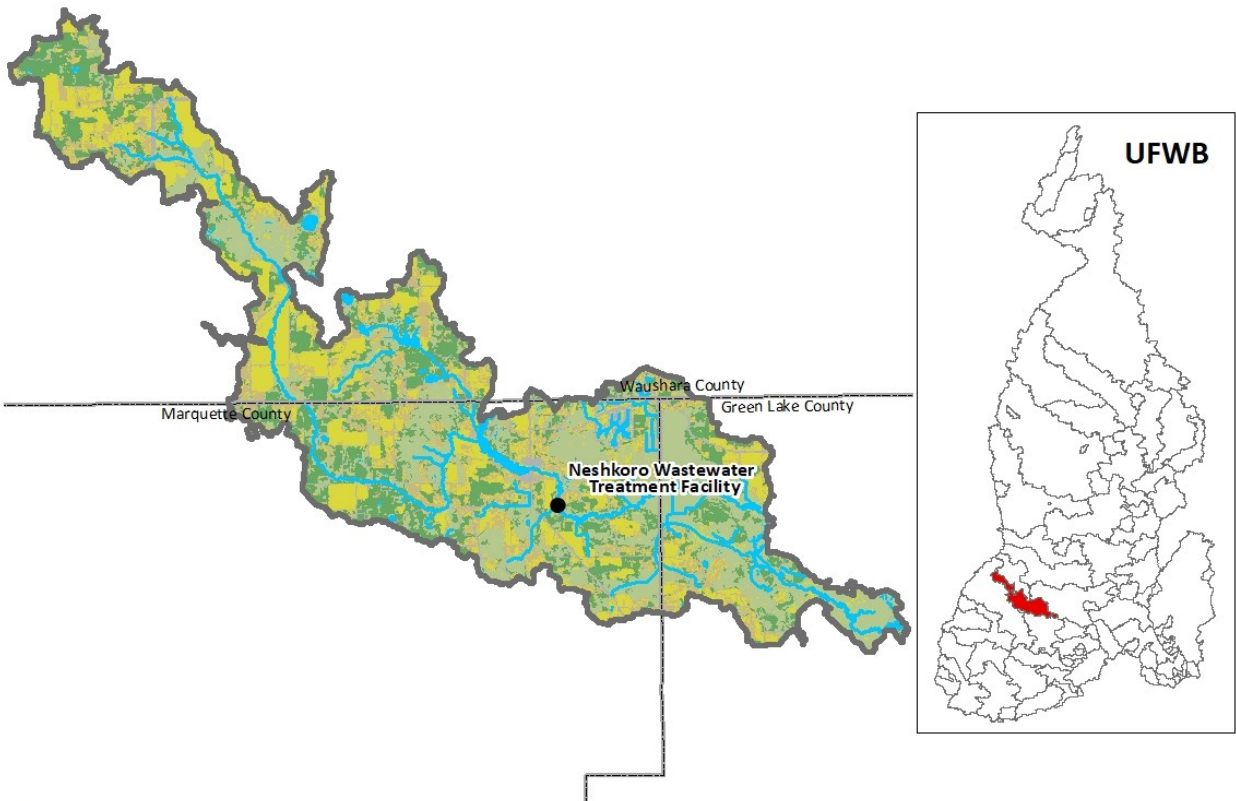 UFWB
Waushara County
Marquette County
Green Lake County
Neshkoro Wastewater
Treatment Facility